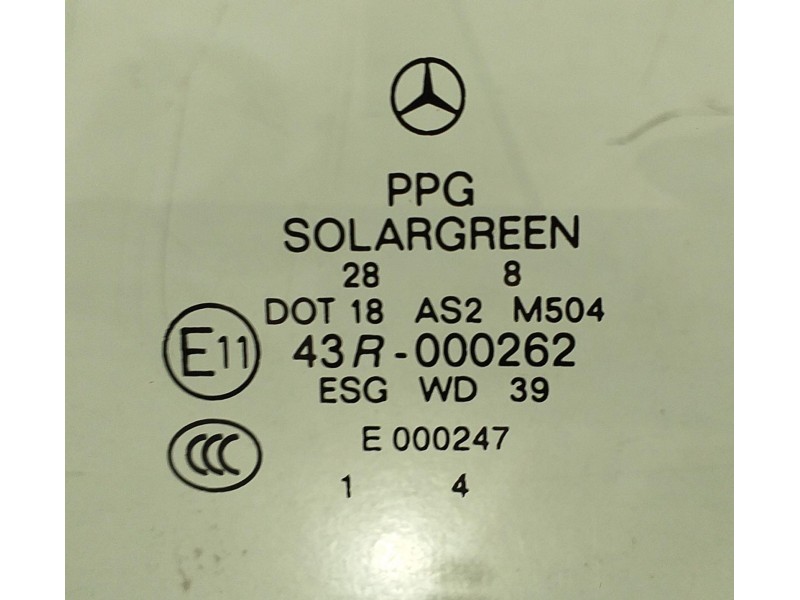 PPG
SOLARGREEN
28 8
DOT 18 AS2 M504
E11 43R-000262
ESG WD 39
CCC E 000247
1 4